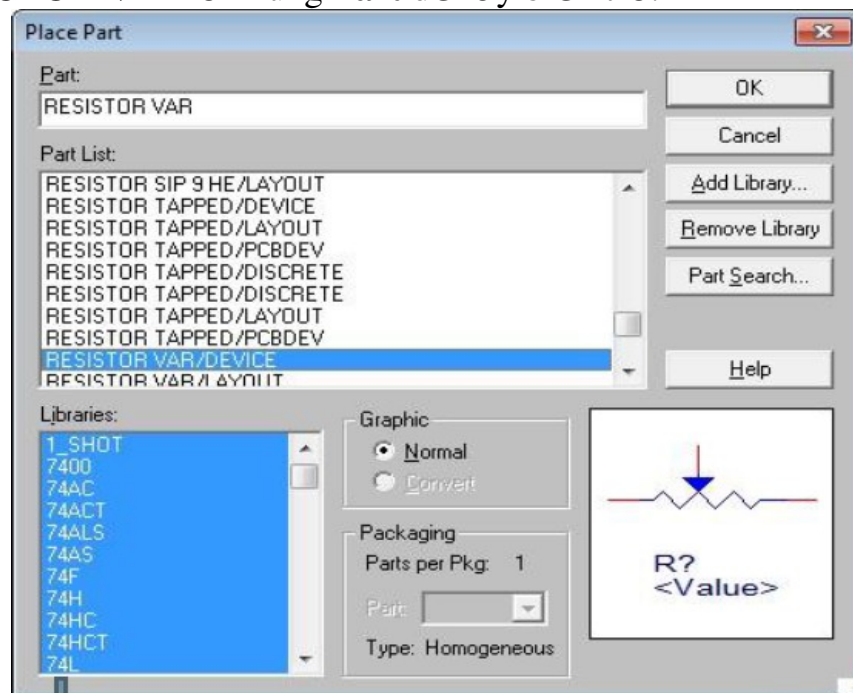 Place Part
Part:
RESISTOR VAR
OK
Cancel
Add Library...
Remove Library
Part Search...
Help
Part List:
RESISTOR SIP 9 HE/LAYOUT
RESISTOR TAPPED/DEVICE
RESISTOR TAPPED/LAYOUT
RESISTOR TAPPED/PCBDEV
RESISTOR TAPPED/DISCRETE
RESISTOR TAPPED/DISCRETE
RESISTOR TAPPED/LAYOUT
RESISTOR TAPPED/PCBDEV
RESISTOR VAR/DEVICE
RESISTOR VAR/LAYOUT
Libraries:
1_SHOT
7400
74AC
74ACT
74ALS
74AS
74F
74H
74HC
74HCT
74L
Graphic
Normal
Convert
Packaging
Parts per Pkg: 1
Part:
Type: Homogeneous
R?
<Value>